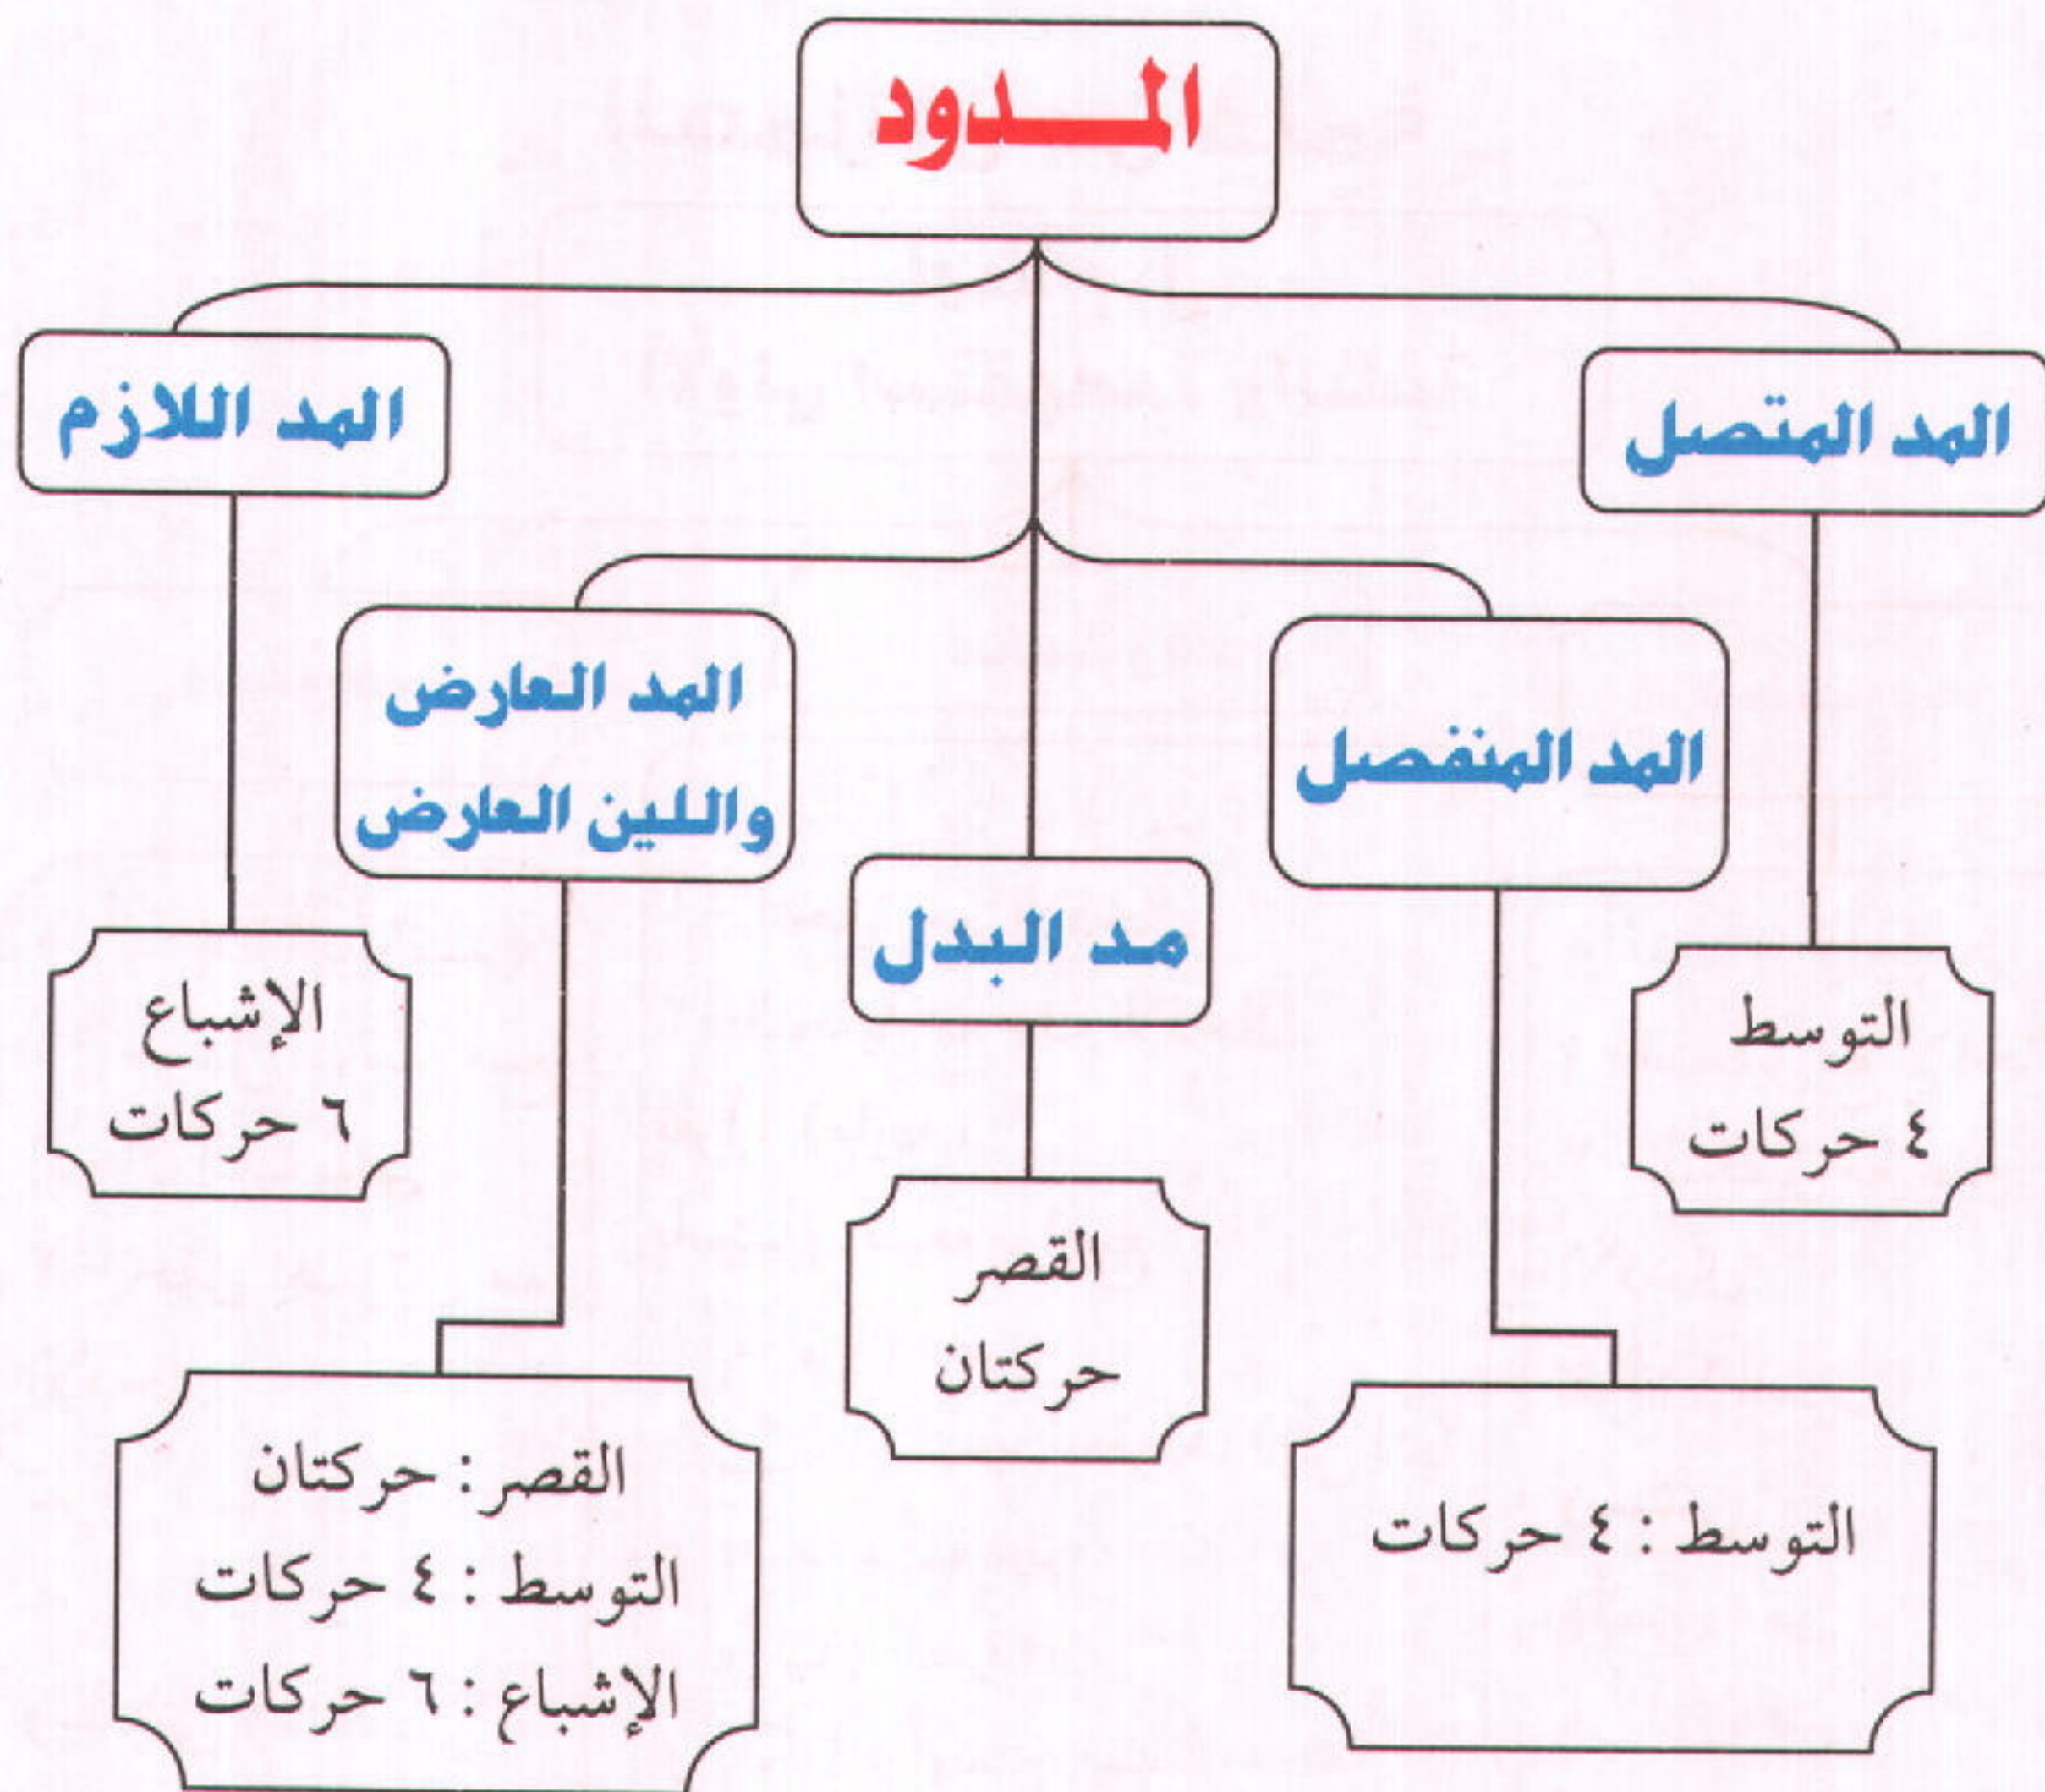 المدود
المد المتصل
المد اللازم
المد المنفصل
المد العارض
واللين العارض
مد البدل
التوسط
٤ حركات
الإشباع
٦ حركات
القصر
حركتان
التوسط : ٤ حركات
القصر : حركتان
التوسط : ٤ حركات
الإشباع : ٦ حركات